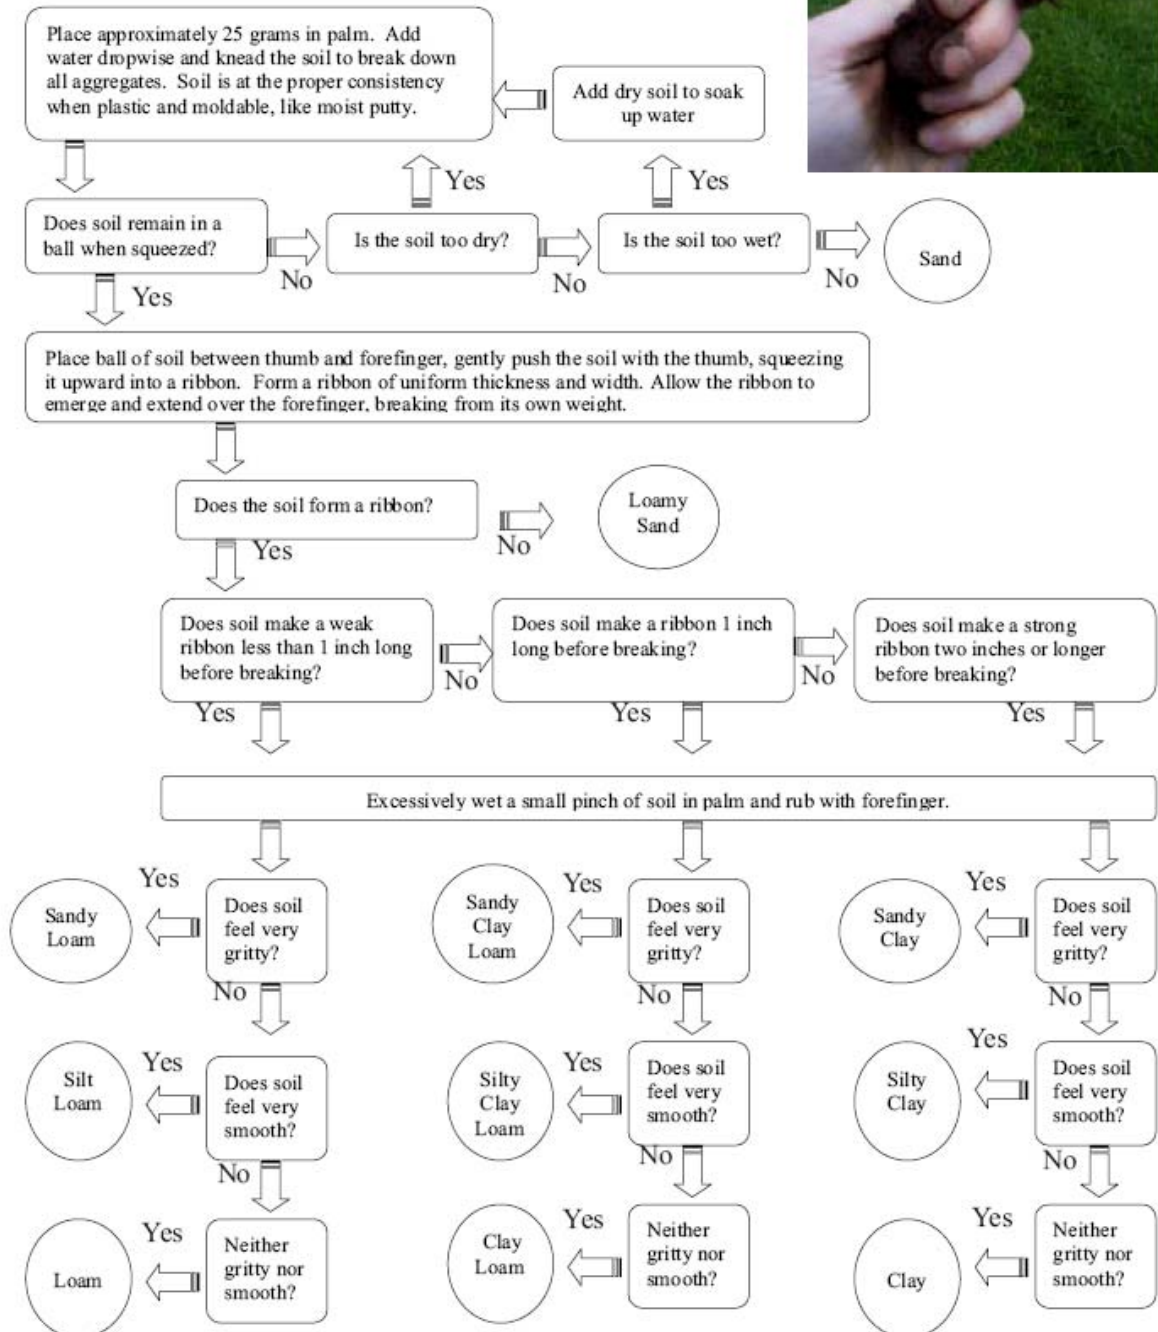 Place approximately 25 grams in palm. Add
water dropwise and knead the soil to break down
all aggregates. Soil is at the proper consistency
when plastic and moldable, like moist putty.
Add dry soil to soak
up water
Yes
Yes
Does soil remain in a
ball when squeezed?
No
Is the soil too dry?
No
Is the soil too wet?
No
Sand
Yes
Place ball of soil between thumb and forefinger, gently push the soil with the thumb, squeezing
it upward into a ribbon. Form a ribbon of uniform thickness and width. Allow the ribbon to
emerge and extend over the forefinger, breaking from its own weight.
Does the soil form a ribbon?
No
Loamy
Sand
Yes
Does soil make a weak
ribbon less than 1 inch long
before breaking?
No
Does soil make a ribbon 1 inch
long before breaking?
No
Does soil make a strong
ribbon two inches or longer
before breaking?
Yes
Yes
Yes
Excessively wet a small pinch of soil in palm and rub with forefinger.
Sandy
Loam
Yes
Does soil
feel very
gritty?
Sandy
Clay
Loam
Yes
Does soil
feel very
gritty?
Sandy
Clay
Yes
Does soil
feel very
gritty?
No
No
No
Silt
Loam
Yes
Does soil
feel very
smooth?
Silty
Clay
Loam
Yes
Does soil
feel very
smooth?
Silty
Clay
Yes
Does soil
feel very
smooth?
No
No
No
Loam
Yes
Neither
gritty nor
smooth?
Clay
Loam
Yes
Neither
gritty nor
smooth?
Clay
Yes
Neither
gritty nor
smooth?